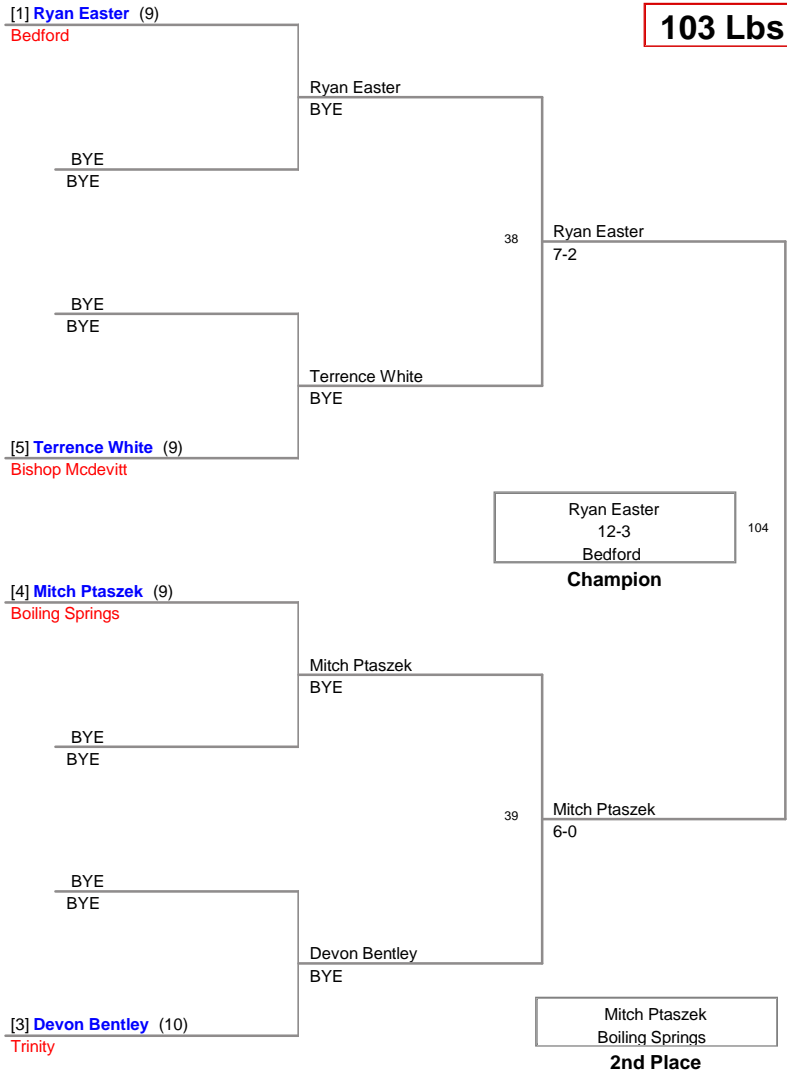 [1] Ryan Easter (9)
Bedford
103 Lbs
Ryan Easter
BYE
BYE
BYE
38
Ryan Easter
7-2
BYE
BYE
Terrence White
BYE
[5] Terrence White (9)
Bishop Mcdevitt
Ryan Easter
12-3
Bedford
104
Champion
[4] Mitch Ptaszek (9)
Boiling Springs
Mitch Ptaszek
BYE
BYE
BYE
39
Mitch Ptaszek
6-0
BYE
BYE
Devon Bentley
BYE
[3] Devon Bentley (10)
Trinity
Mitch Ptaszek
Boiling Springs
2nd Place